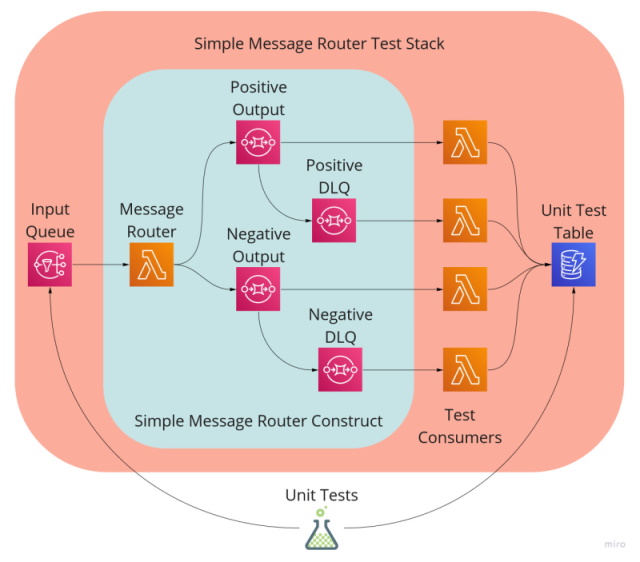 Simple Message Router Test Stack
Positive
Output
Positive
DLQ
Input
Queue
Message
Router
Negative
Output
Unit Test
Table
Negative
DLQ
Simple Message Router Construct
Test
Consumers
Unit Tests
miro